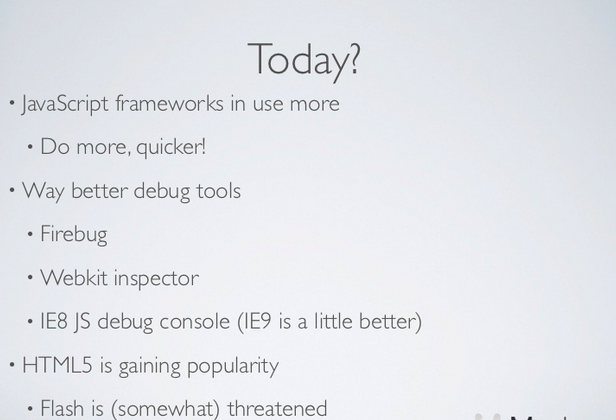 Today?
• JavaScript frameworks in use more
• Do more, quicker!
• Way better debug tools
• Firebug
• Webkit inspector
• IE8 JS debug console (IE9 is a little better)
• HTML5 is gaining popularity
• Flash is (somewhat) threatened